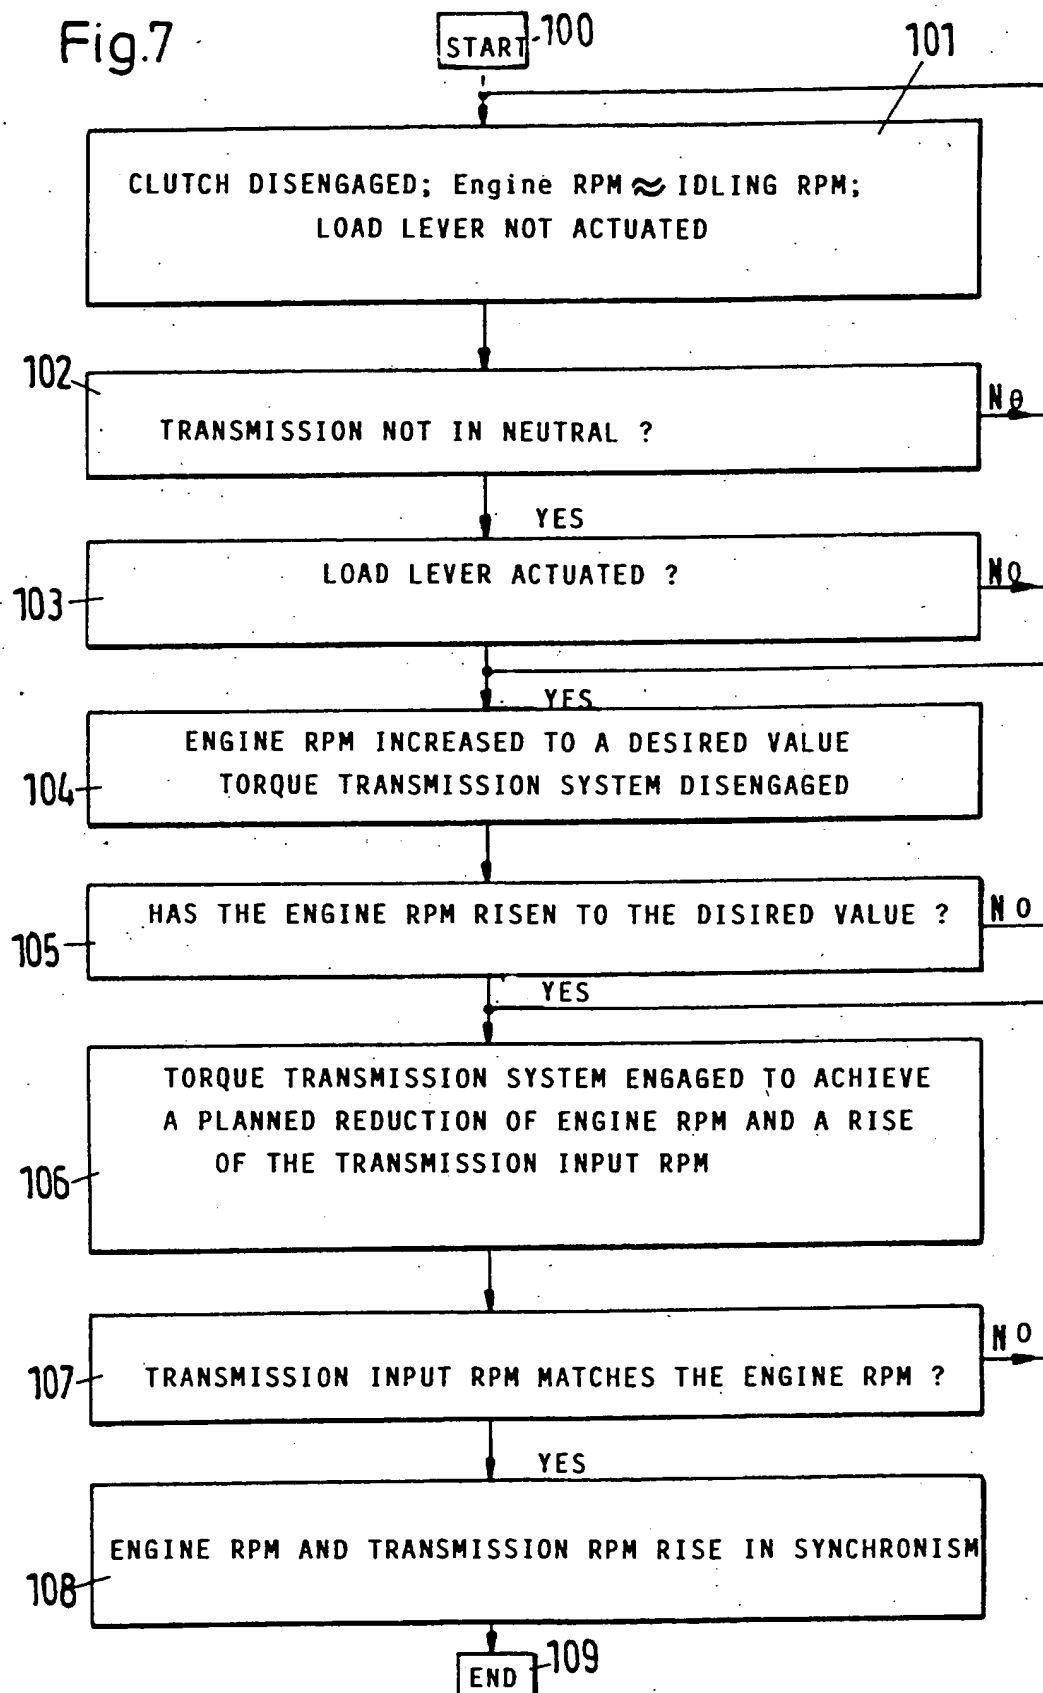 Fig.7
START 100
101
CLUTCH DISENGAGED; Engine RPM ≈ IDLING RPM;
LOAD LEVER NOT ACTUATED
102
TRANSMISSION NOT IN NEUTRAL ?
NO
YES
LOAD LEVER ACTUATED ?
NO
103
YES
ENGINE RPM INCREASED TO A DESIRED VALUE
TORQUE TRANSMISSION SYSTEM DISENGAGED
104
HAS THE ENGINE RPM RISEN TO THE DISIRED VALUE ?
NO
105
YES
TORQUE TRANSMISSION SYSTEM ENGAGED TO ACHIEVE
A PLANNED REDUCTION OF ENGINE RPM AND A RISE
OF THE TRANSMISSION INPUT RPM
106
NO
107
TRANSMISSION INPUT RPM MATCHES THE ENGINE RPM ?
YES
ENGINE RPM AND TRANSMISSION RPM RISE IN SYNCHRONISM
108
END 109